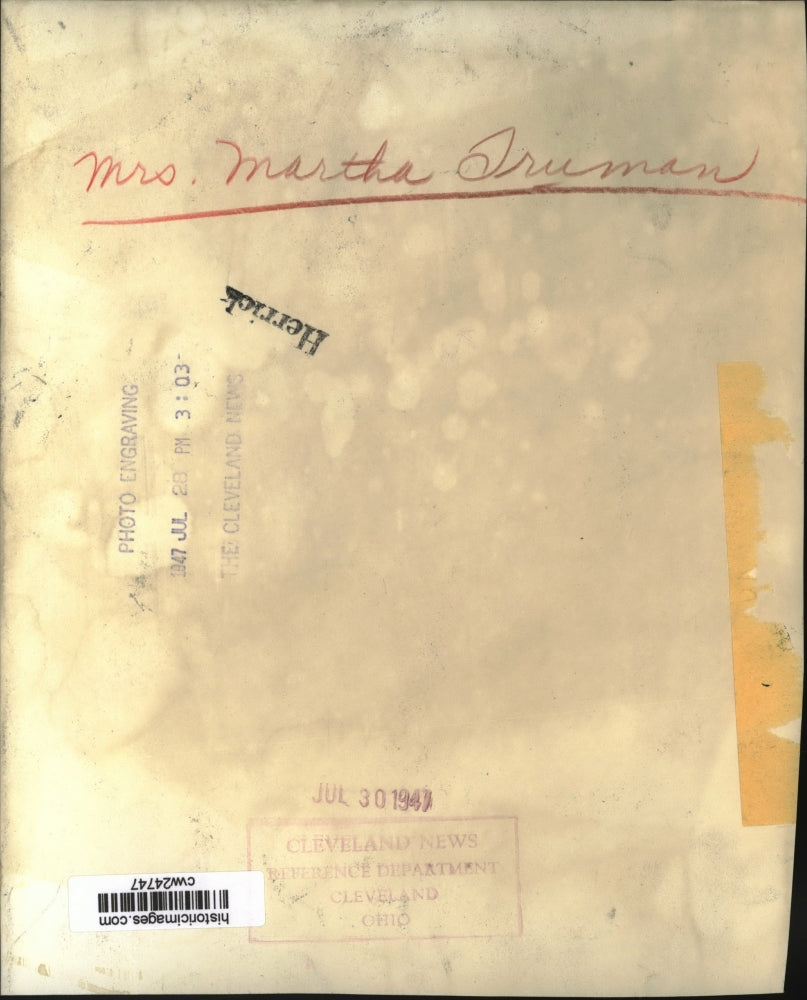 Mrs. Martha Truman
Herrick
PHOTO ENGRAVING
1947 JUL 28 PM 3:03
THE CLEVELAND NEWS
JUL 30 1947
CLEVELAND NEWS
REFERENCE DEPARTMENT
CLEVELAND
OHIO
historicimages.com
CW24747